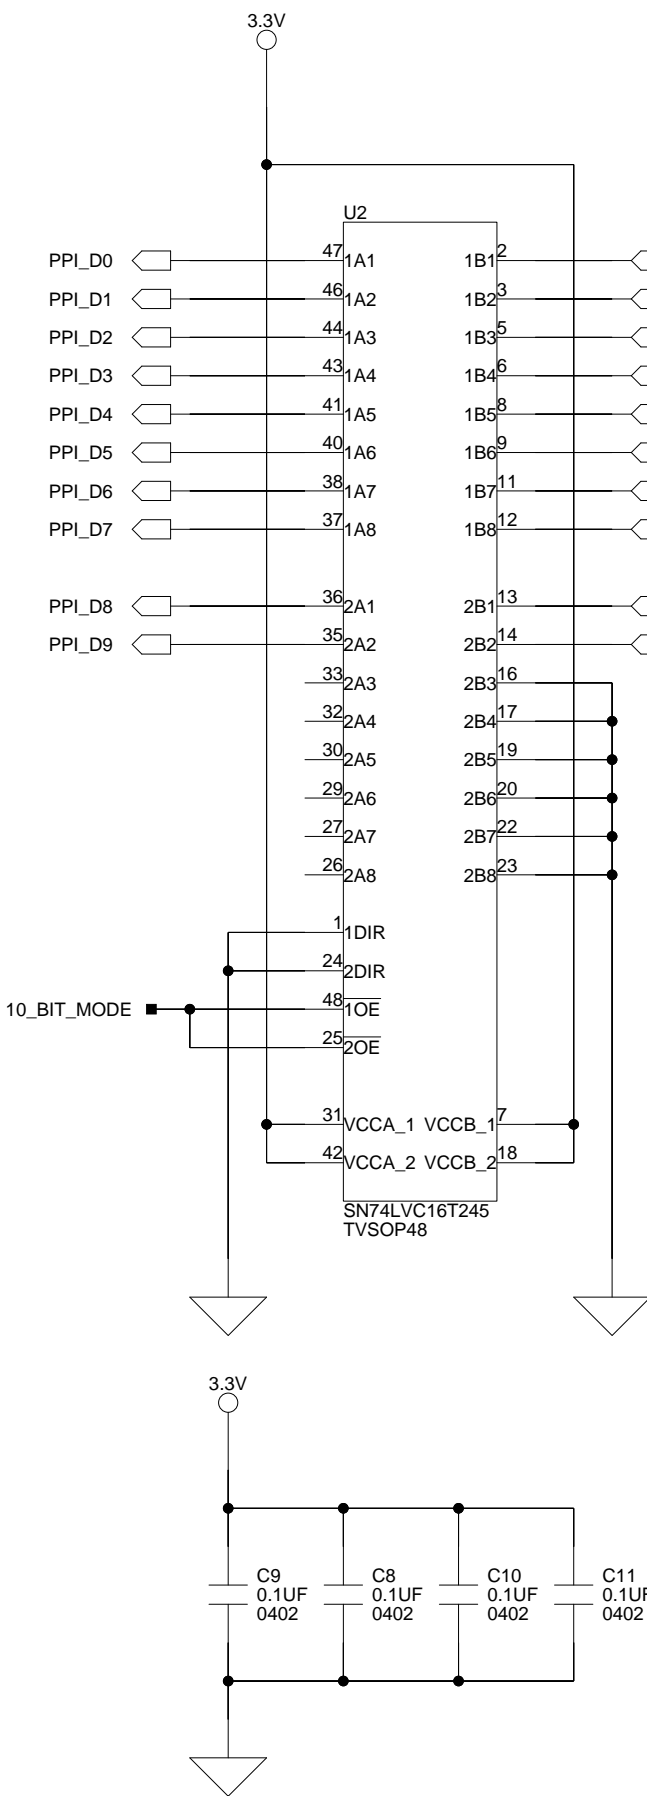 3.3V
U2
PPI_D0 47 1A1 1B1 2
PPI_D1 46 1A2 1B2 3
PPI_D2 44 1A3 1B3 5
PPI_D3 43 1A4 1B4 6
PPI_D4 41 1A5 1B5 8
PPI_D5 40 1A6 1B6 9
PPI_D6 38 1A7 1B7 11
PPI_D7 37 1A8 1B8 12
PPI_D8 36 2A1 2B1 13
PPI_D9 35 2A2 2B2 14
33 2A3 2B3 16
32 2A4 2B4 17
30 2A5 2B5 19
29 2A6 2B6 20
27 2A7 2B7 22
26 2A8 2B8 23
1 1DIR
24 2DIR
10_BIT_MODE 48 1OE
25 2OE
31 VCCA_1 VCCB_1 7
42 VCCA_2 VCCB_2 18
SN74LVC16T245
TVSOP48
3.3V
C9 C8 C10 C11
0.1UF 0.1UF 0.1UF 0.1UF
0402 0402 0402 0402